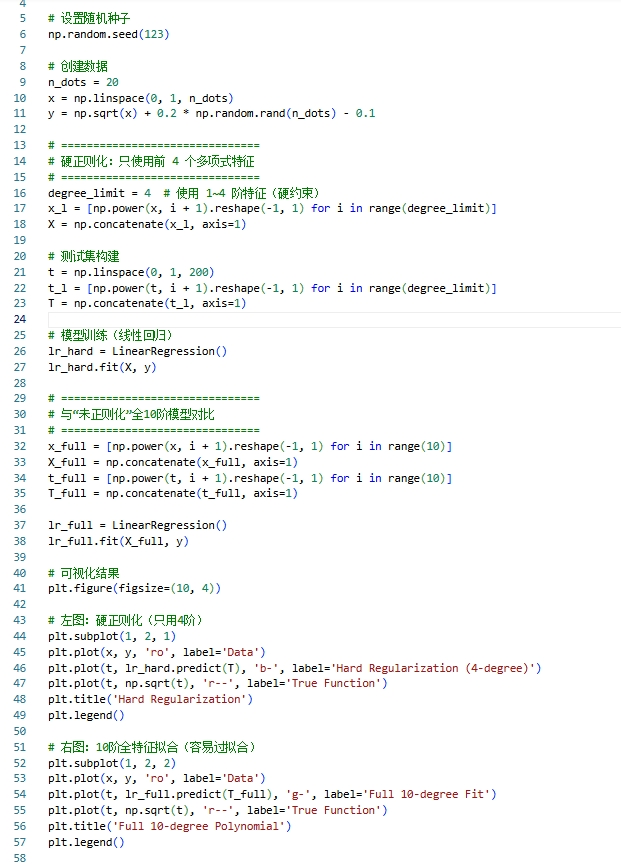 4
5 # 设置随机种子
6 np.random.seed(123)
7
8 # 创建数据
9 n_dots = 20
10 x = np.linspace(0, 1, n_dots)
11 y = np.sqrt(x) + 0.2 * np.random.rand(n_dots) - 0.1
12
13 # ===============================
14 # 硬正则化：只使用前 4 个多项式特征
15 # ===============================
16 degree_limit = 4  # 使用 1~4 阶特征（硬约束）
17 x_l = [np.power(x, i + 1).reshape(-1, 1) for i in range(degree_limit)]
18 X = np.concatenate(x_l, axis=1)
19
20 # 测试集构建
21 t = np.linspace(0, 1, 200)
22 t_l = [np.power(t, i + 1).reshape(-1, 1) for i in range(degree_limit)]
23 T = np.concatenate(t_l, axis=1)
24
25 # 模型训练（线性回归）
26 lr_hard = LinearRegression()
27 lr_hard.fit(X, y)
28
29 # ===============================
30 # 与“未正则化”全10阶模型对比
31 # ===============================
32 x_full = [np.power(x, i + 1).reshape(-1, 1) for i in range(10)]
33 X_full = np.concatenate(x_full, axis=1)
34 t_full = [np.power(t, i + 1).reshape(-1, 1) for i in range(10)]
35 T_full = np.concatenate(t_full, axis=1)
36
37 lr_full = LinearRegression()
38 lr_full.fit(X_full, y)
39
40 # 可视化结果
41 plt.figure(figsize=(10, 4))
42
43 # 左图：硬正则化（只用4阶）
44 plt.subplot(1, 2, 1)
45 plt.plot(x, y, 'ro', label='Data')
46 plt.plot(t, lr_hard.predict(T), 'b-', label='Hard Regularization (4-degree)')
47 plt.plot(t, np.sqrt(t), 'r--', label='True Function')
48 plt.title('Hard Regularization')
49 plt.legend()
50
51 # 右图：10阶全特征拟合（容易过拟合）
52 plt.subplot(1, 2, 2)
53 plt.plot(x, y, 'ro', label='Data')
54 plt.plot(t, lr_full.predict(T_full), 'g-', label='Full 10-degree Fit')
55 plt.plot(t, np.sqrt(t), 'r--', label='True Function')
56 plt.title('Full 10-degree Polynomial')
57 plt.legend()
58